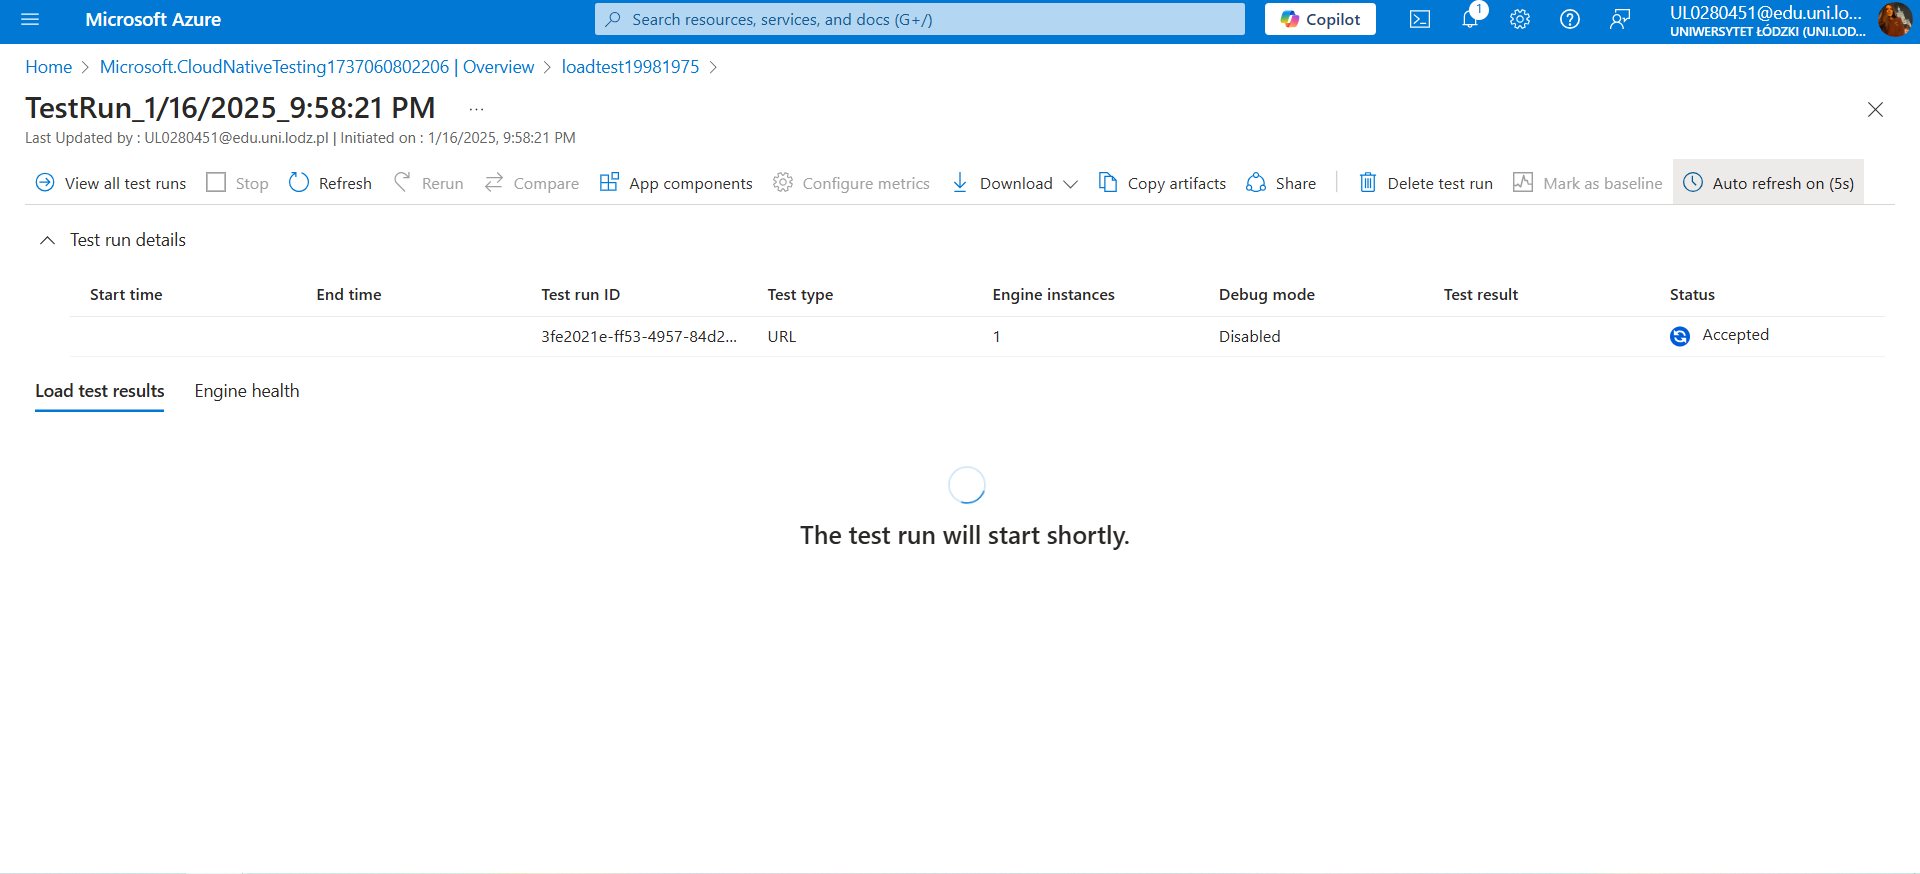 Microsoft Azure
Search resources, services, and docs (G+/)
Copilot
1
UL0280451@edu.uni.lo...
UNIWERSYTET ŁÓDZKI (UNI.LOD...
Home > Microsoft.CloudNativeTesting1737060802206 | Overview > loadtest19981975 >
TestRun_1/16/2025_9:58:21 PM ...
Last Updated by : UL0280451@edu.uni.lodz.pl | Initiated on : 1/16/2025, 9:58:21 PM
View all test runs Stop Refresh Rerun Compare App components Configure metrics Download Copy artifacts Share Delete test run Mark as baseline Auto refresh on (5s)
Test run details
Start time End time Test run ID Test type Engine instances Debug mode Test result Status
3fe2021e-ff53-4957-84d2... URL 1 Disabled Accepted
Load test results Engine health
The test run will start shortly.